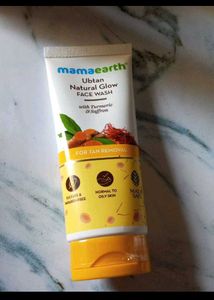 mamaearth
Ubtan
Natural Glow
FACE WASH
with Turmeric
& Saffron
FOR TAN REMOVAL
NORMAL TO
OILY SKIN